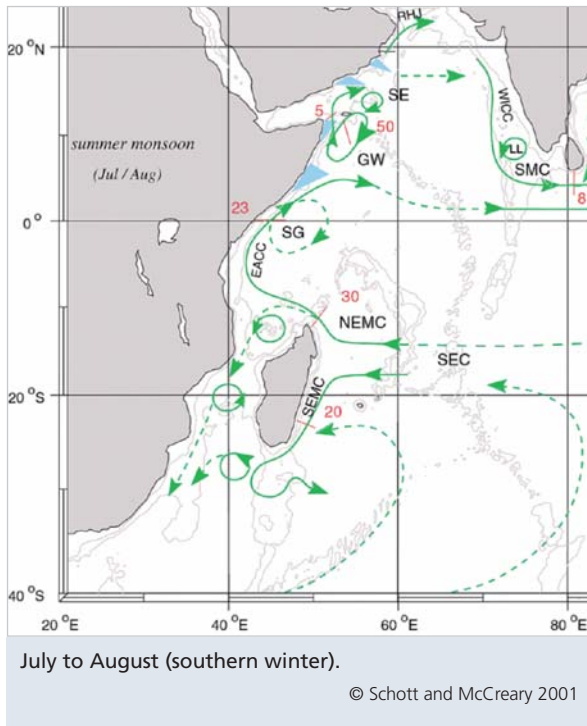 RHJ
20 °N
SE
5
WICC
summer monsoon
50
LL
(Jul / Aug)
GW
SMC
8
23
0°
SG
EACC
30
NEMC
SEC
20 °S
SEMC
20
40 °S
20 °E
40 °E
60 °E
80 °E
July to August (southern winter).
© Schott and McCreary 2001